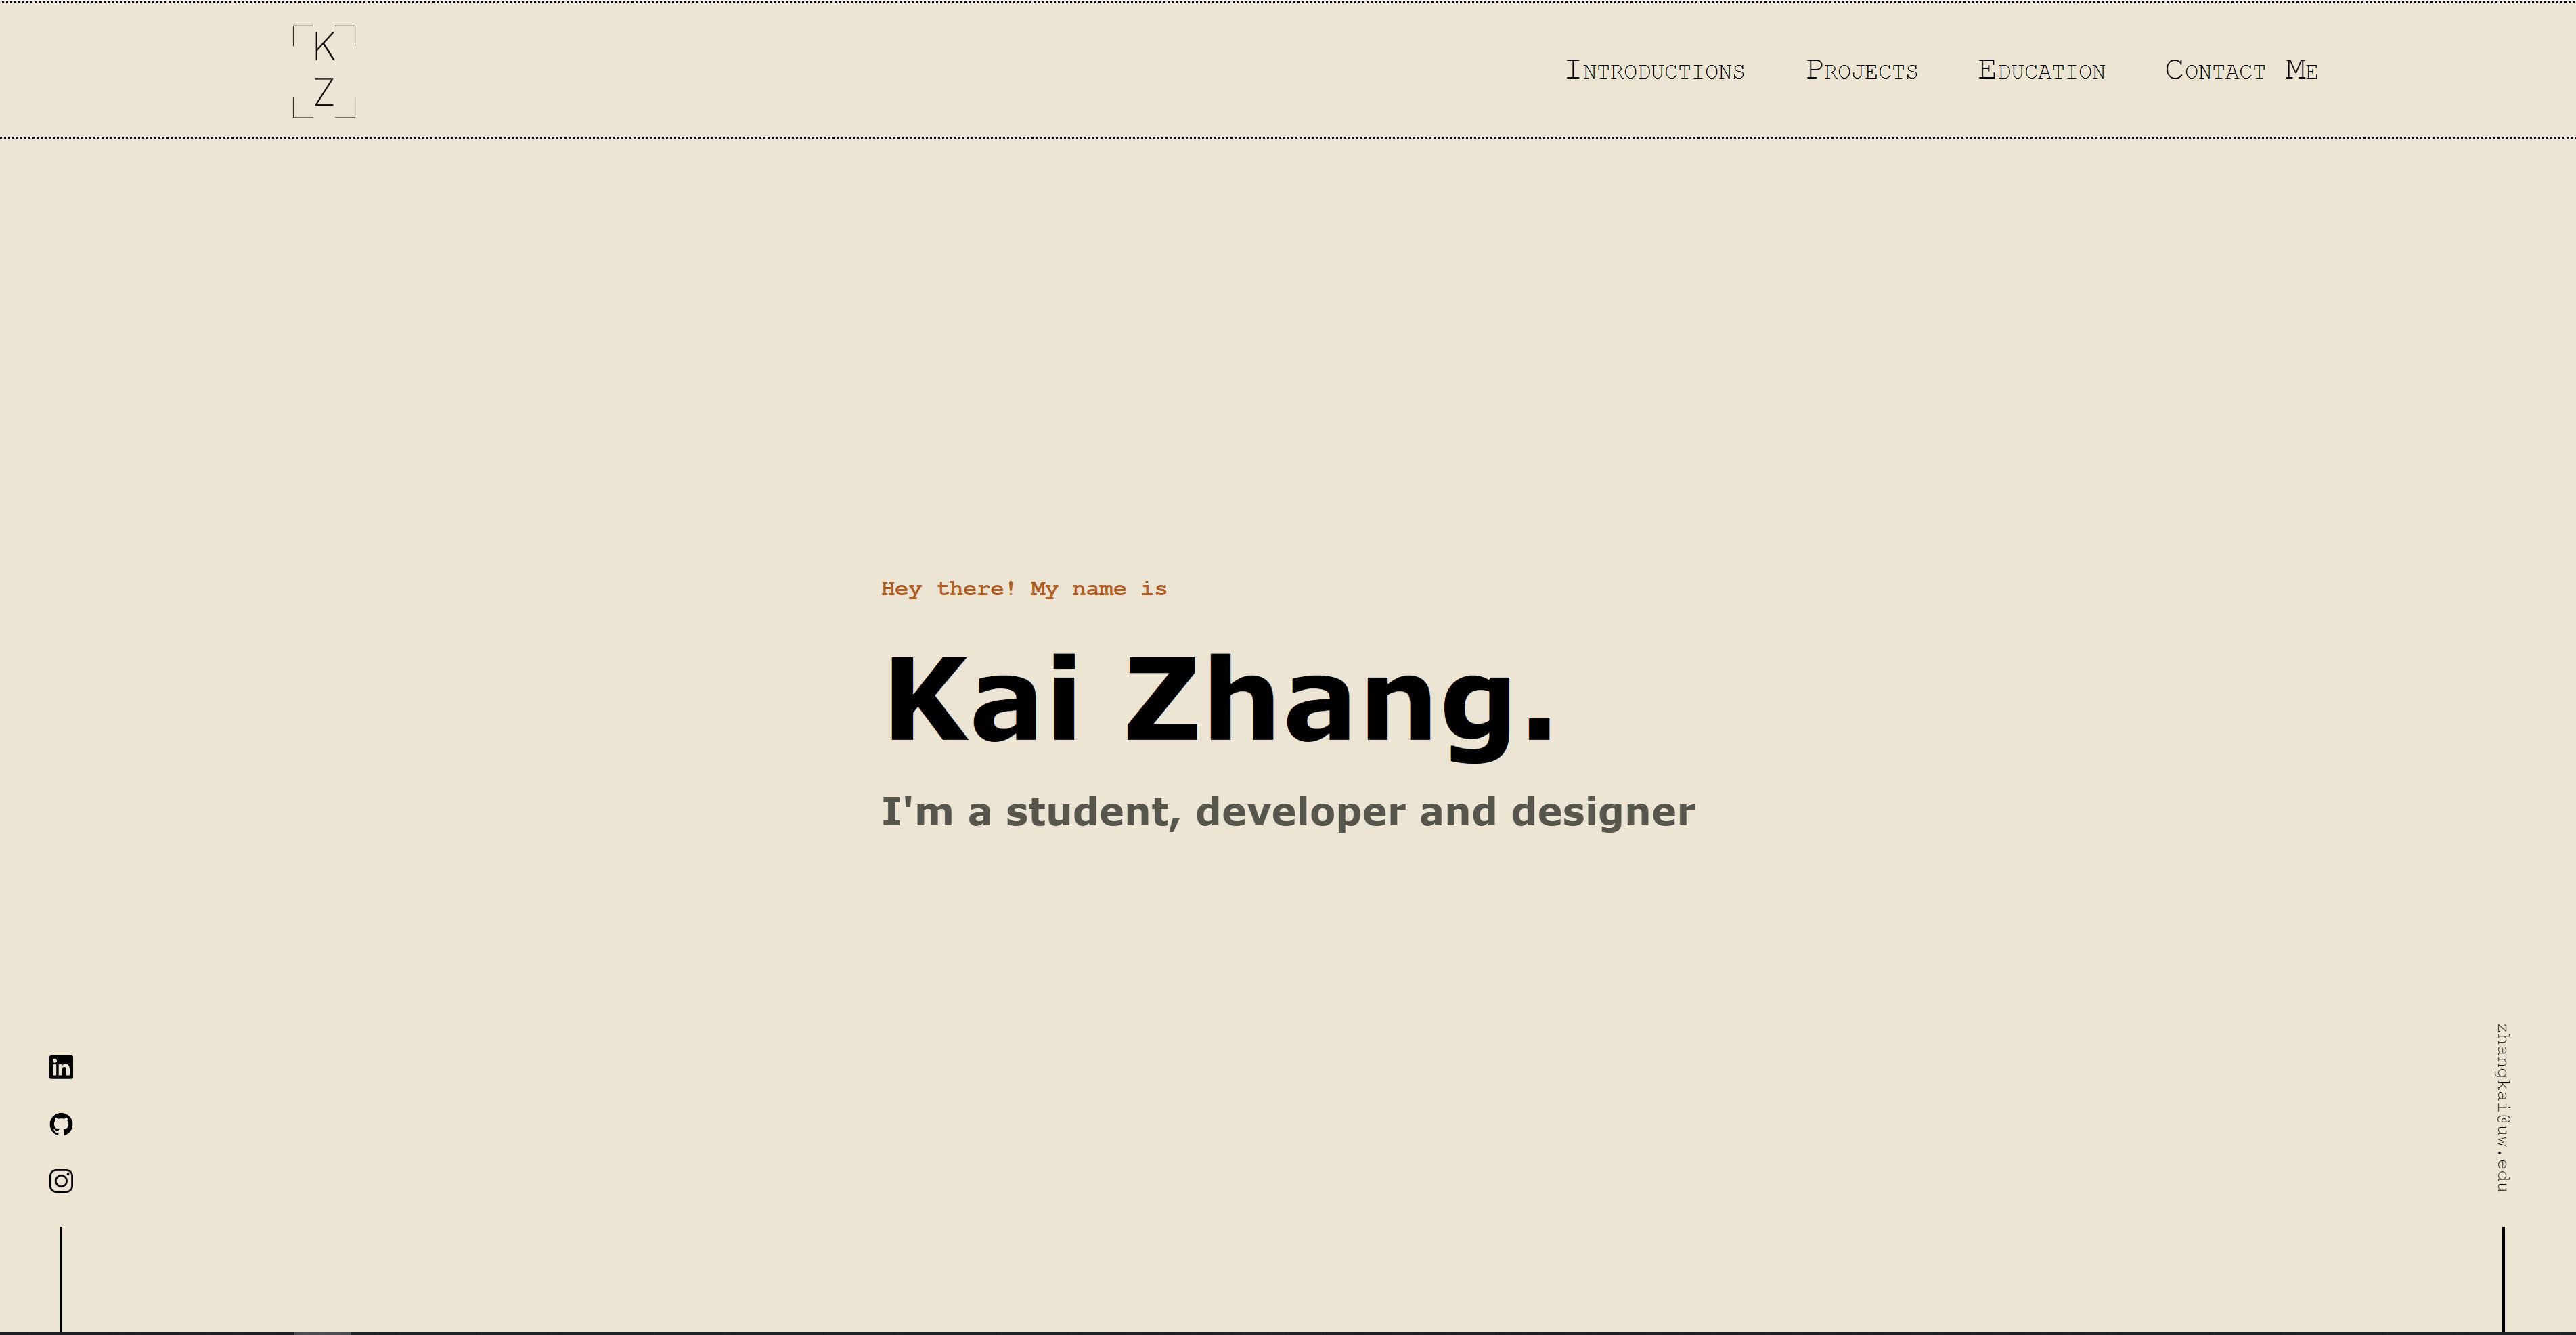 K
Z
Introductions Projects Education Contact Me
Hey there! My name is
Kai Zhang.
I'm a student, developer and designer
in
zhangkai@uw.edu